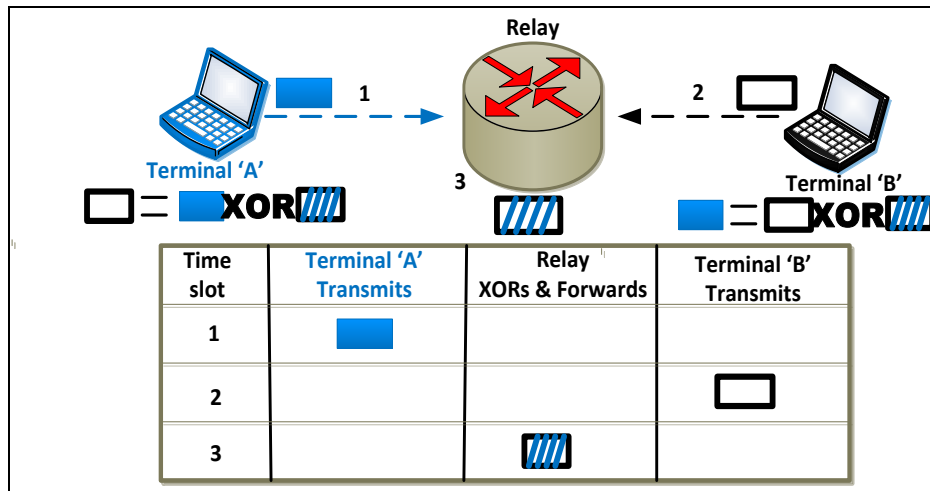 Relay
1
2
Terminal ‘A’
3
Terminal ‘B’
= XOR
= XOR
Time slot
Terminal ‘A’ Transmits
Relay XORs & Forwards
Terminal ‘B’ Transmits
1
2
3